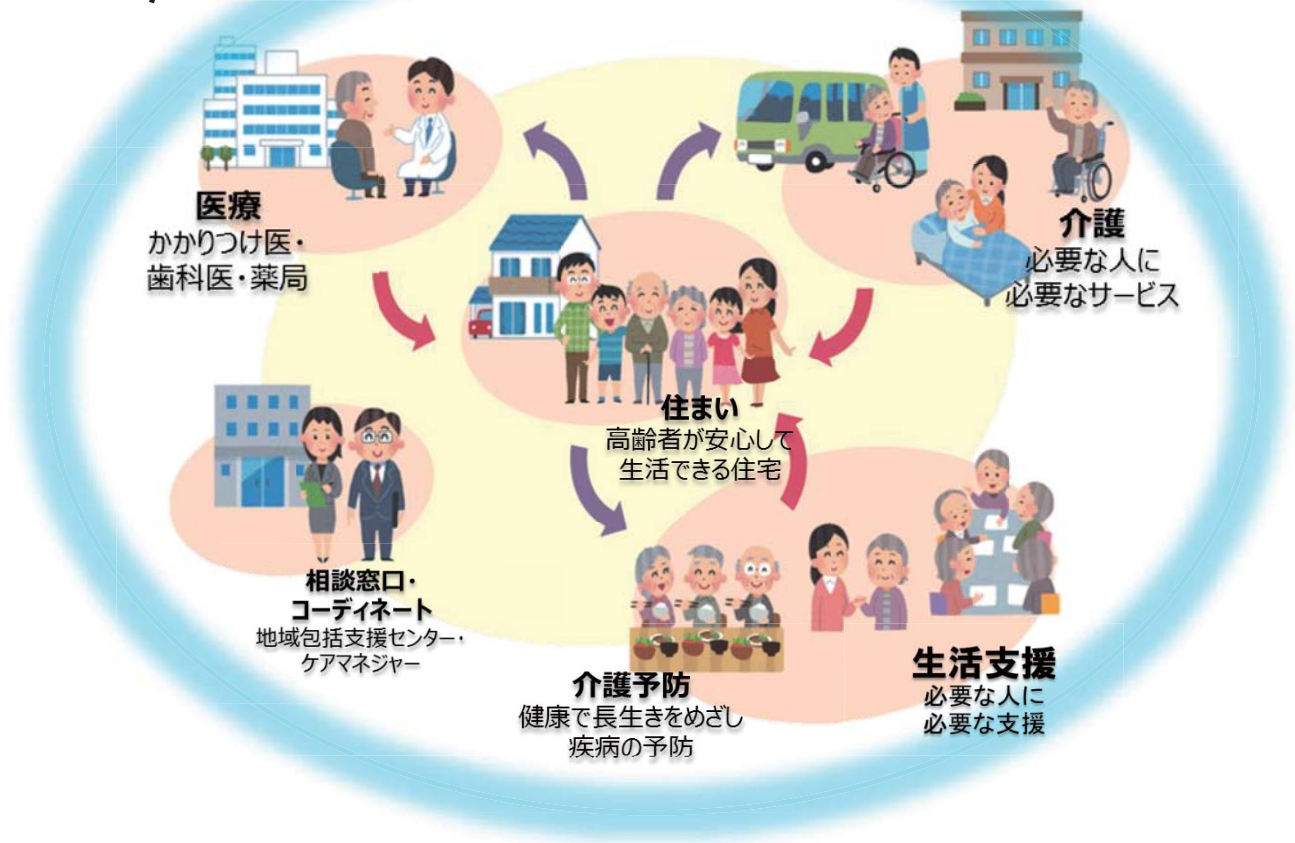 医療
かかりつけ医・
歯科医・薬局
介護
必要な人に
必要なサービス
住まい
高齢者が安心して
生活できる住宅
相談窓口・
コーディネート
地域包括支援センター・
ケアマネジャー
介護予防
健康で長生きをめざし
疾病の予防
生活支援
必要な人に
必要な支援